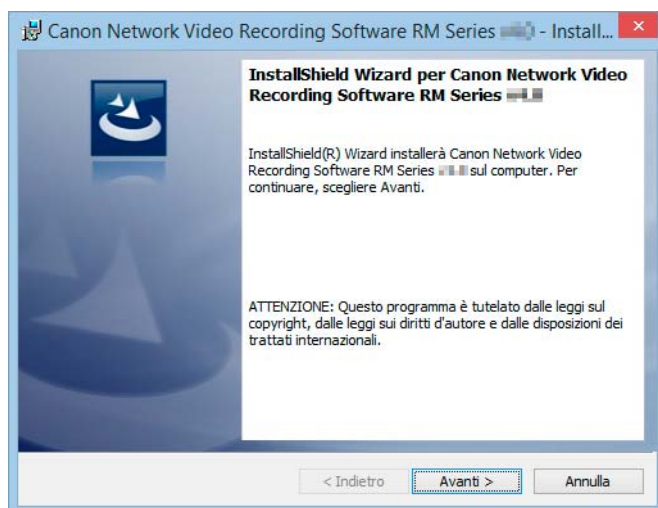 Canon Network Video Recording Software RM Series - Install...
InstallShield Wizard per Canon Network Video
Recording Software RM Series
InstallShield(R) Wizard installerà Canon Network Video
Recording Software RM Series sul computer. Per
continuare, scegliere Avanti.
ATTENZIONE: Questo programma è tutelato dalle leggi sul
copyright, dalle leggi sui diritti d'autore e dalle disposizioni dei
trattati internazionali.
< Indietro Avanti > Annulla